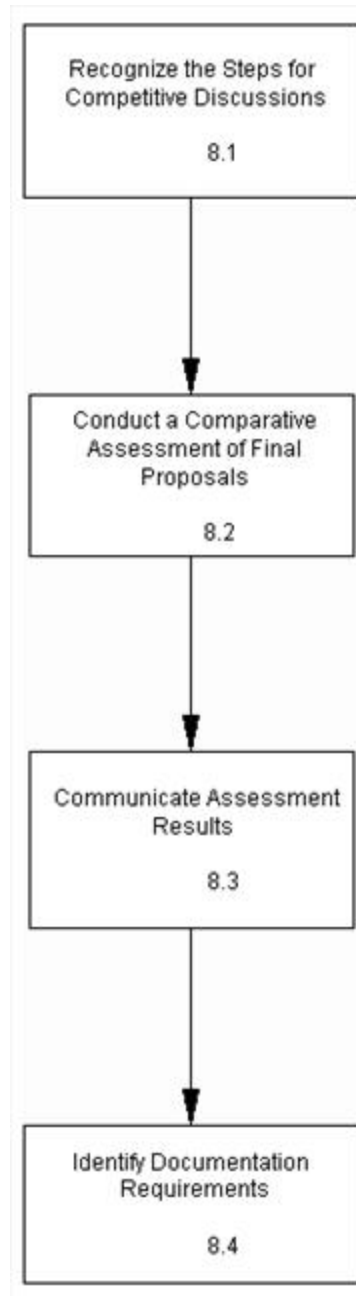 Recognize the Steps for
Competitive Discussions
8.1
Conduct a Comparative
Assessment of Final
Proposals
8.2
Communicate Assessment
Results
8.3
Identify Documentation
Requirements
8.4